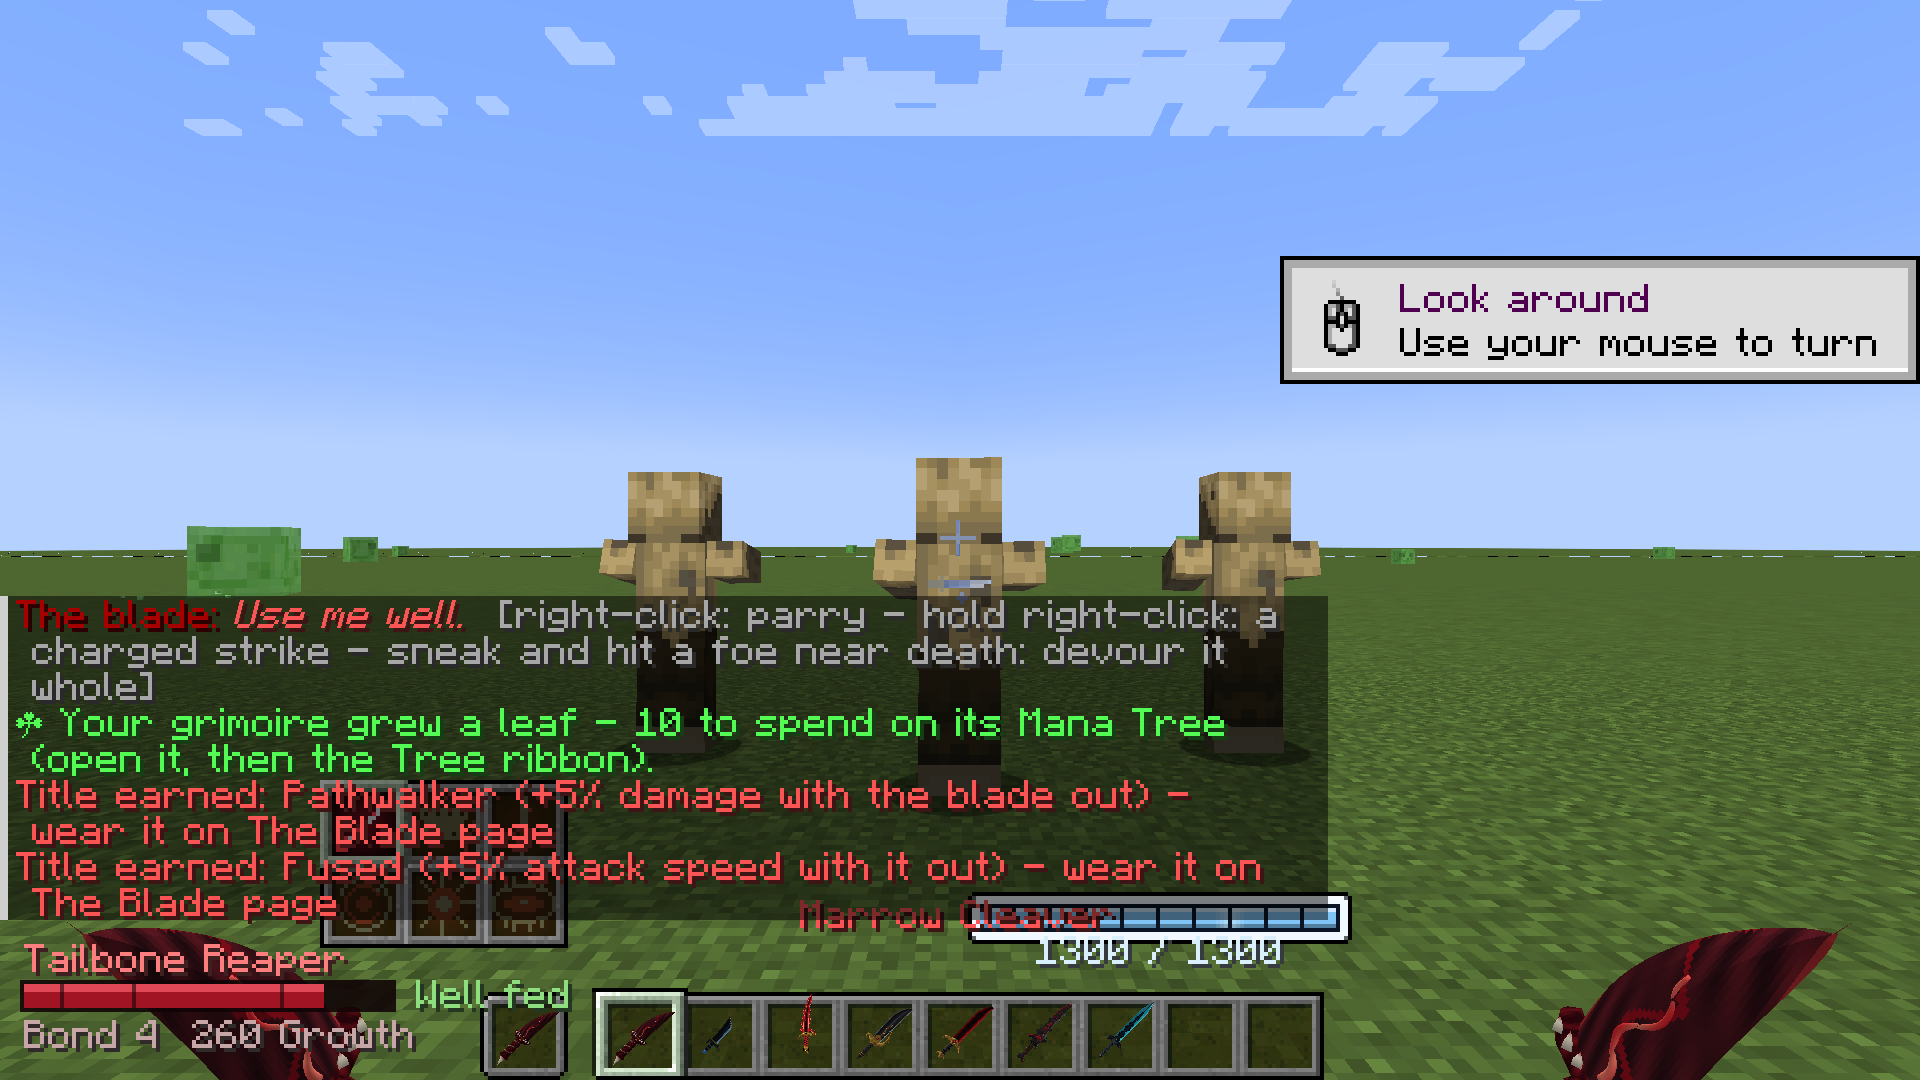 Look around
Use your mouse to turn
The blade: Use me well. [right-click: parry - hold right-click: a
charged strike - sneak and hit a foe near death: devour it
whole]
☘ Your grimoire grew a leaf - 10 to spend on its Mana Tree
(open it, then the Tree ribbon).
Title earned: Pathwalker (+5% damage with the blade out) -
wear it on The Blade page
Title earned: Fused (+5% attack speed with it out) - wear it on
The Blade page
Marrow Cleaver
1300 / 1300
Tailbone Reaper
Well fed
Bond 4 260 Growth